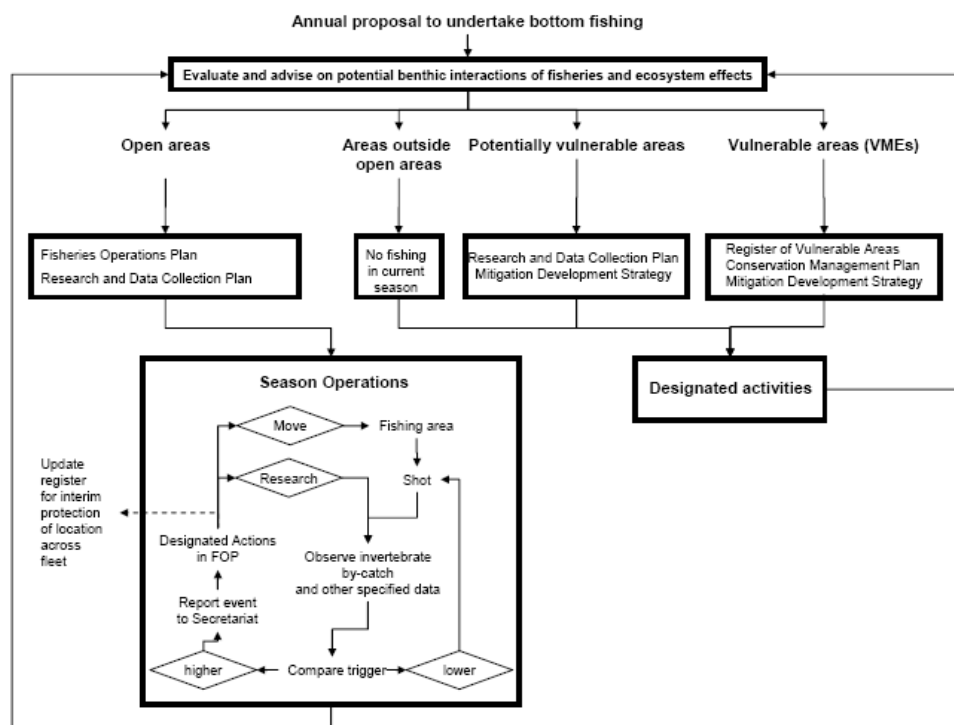 Annual proposal to undertake bottom fishing
Evaluate and advise on potential benthic interactions of fisheries and ecosystem effects
Open areas
Areas outside
open areas
Potentially vulnerable areas
Vulnerable areas (VMEs)
Fisheries Operations Plan
Research and Data Collection Plan
No fishing
in current
season
Research and Data Collection Plan
Mitigation Development Strategy
Register of Vulnerable Areas
Conservation Management Plan
Mitigation Development Strategy
Season Operations
Designated activities
Move
Fishing area
Research
Shot
Update
register
for interim
protection
of location
across
fleet
Designated Actions
in FOP
Observe invertebrate
by-catch
and other specified data
Report event
to Secretariat
higher
Compare trigger
lower